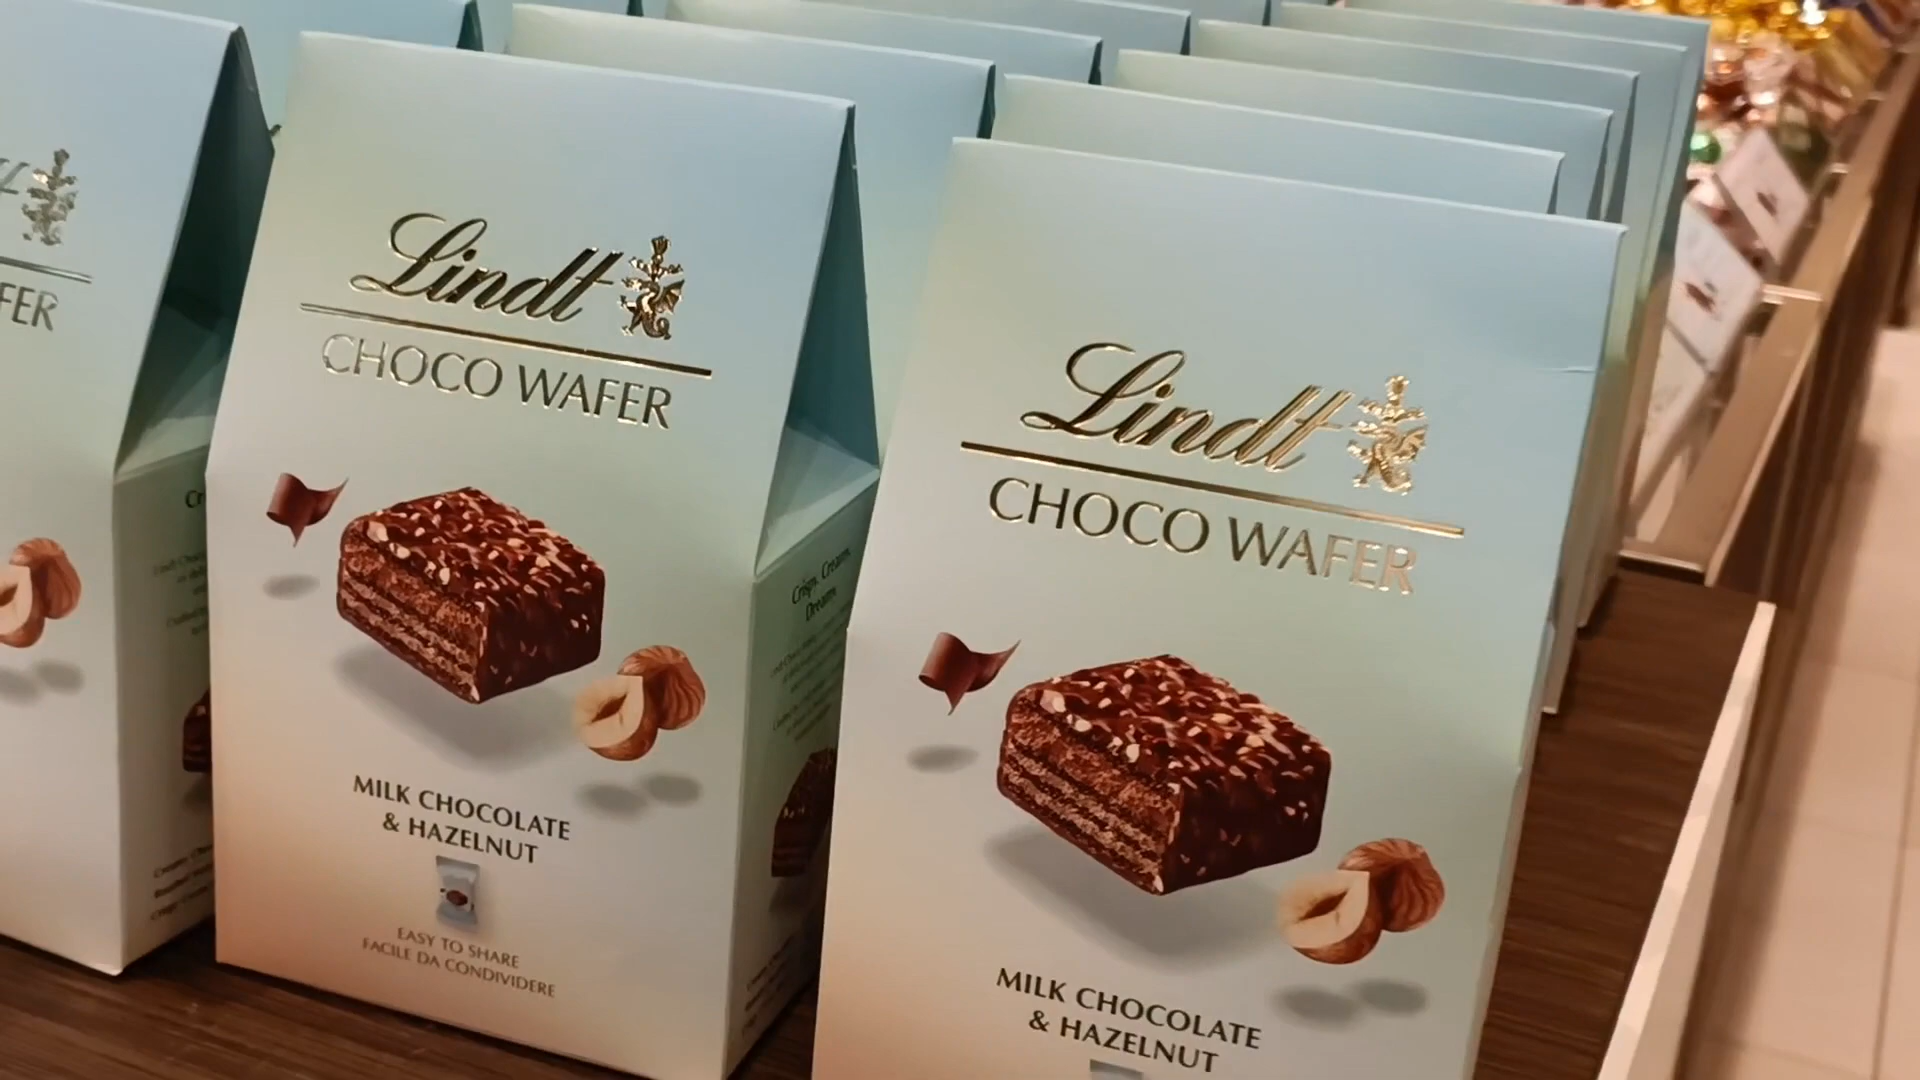 FER
Lindt
CHOCO WAFER
MILK CHOCOLATE
& HAZELNUT
EASY TO SHARE
FACILE DA CONDIVIDERE
Crisp. Creamy.
Dreamy.
Lindt
CHOCO WAFER
MILK CHOCOLATE
& HAZELNUT